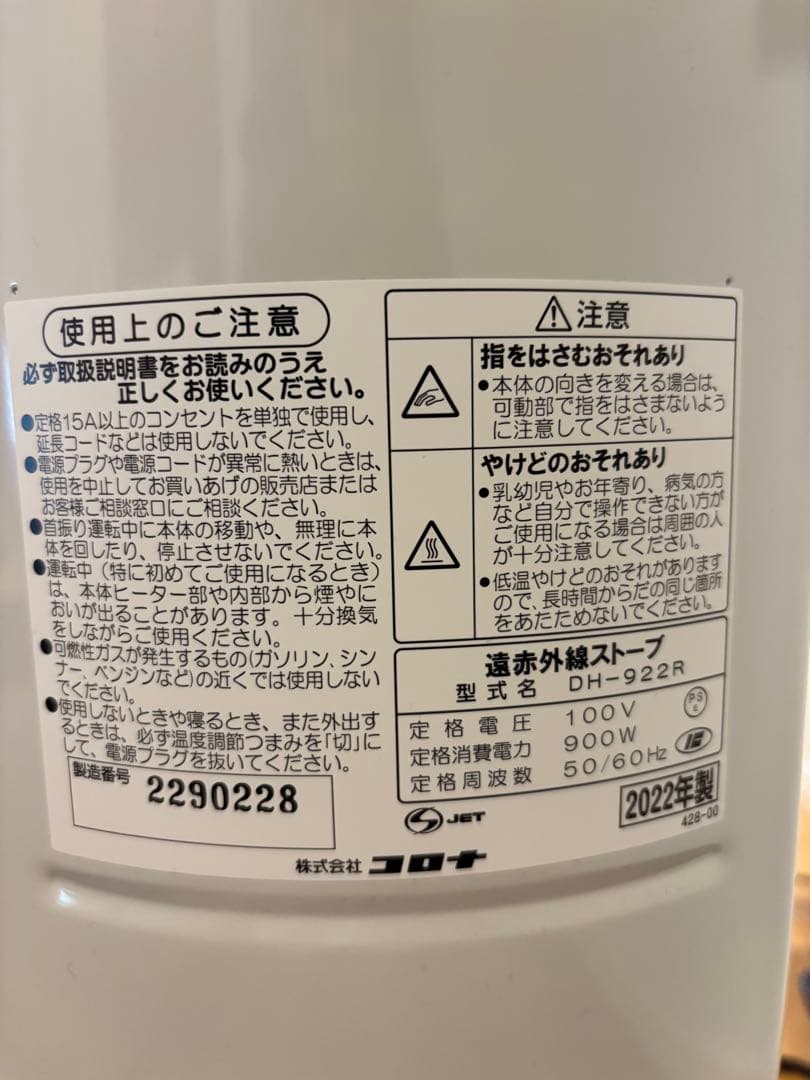 使用上のご注意
必ず取扱説明書をお読みのうえ
正しくお使いください。
●定格15A以上のコンセントを単独で使用し、
延長コードなどは使用しないでください。
●電源プラグや電源コードが異常に熱いときは、
使用を中止してお買いあげの販売店または
お客様ご相談窓口にご相談ください。
●首振り運転中に本体の移動や、無理に本
体を回したり、停止させないでください。
●運転中(特に初めてご使用になるとき)
は、本体ヒーター部や内部から煙やに
おいが出ることがあります。十分換気
をしながらご使用ください。
●可燃性ガスが発生するもの(ガソリン、シン
ナー、ベンジンなど)の近くでは使用しない
でください。
●使用しないときや寝るとき、また外出す
るときは、必ず温度調節つまみを「切」に
して、電源プラグを抜いてください。
製造番号 2290228
注意
指をはさむおそれあり
●本体の向きを変える場合は、
可動部で指をはさまないよう
に注意してください。
やけどのおそれあり
●乳幼児やお年寄り、病気の方
など自分で操作できない方が
ご使用になる場合は周囲の人
が十分注意してください。
●低温やけどのおそれがあります
ので、長時間からだの同じ箇所
をあたためないでください。
遠赤外線ストーブ
型式名 DH-922R
定格電圧 100V
定格消費電力 900W
定格周波数 50/60Hz
PS
E
JET
2022年製
428-00
株式会社 コロナ